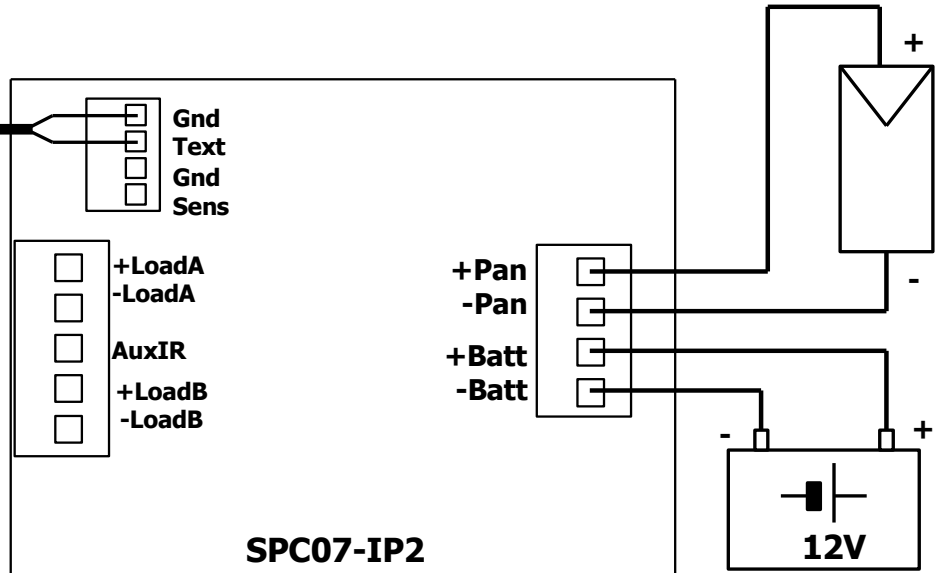 +
Gnd
Text
Gnd
Sens
+LoadA
-LoadA
AuxIR
+LoadB
-LoadB
+Pan
-Pan
+Batt
-Batt
-
- +
12V
SPC07-IP2